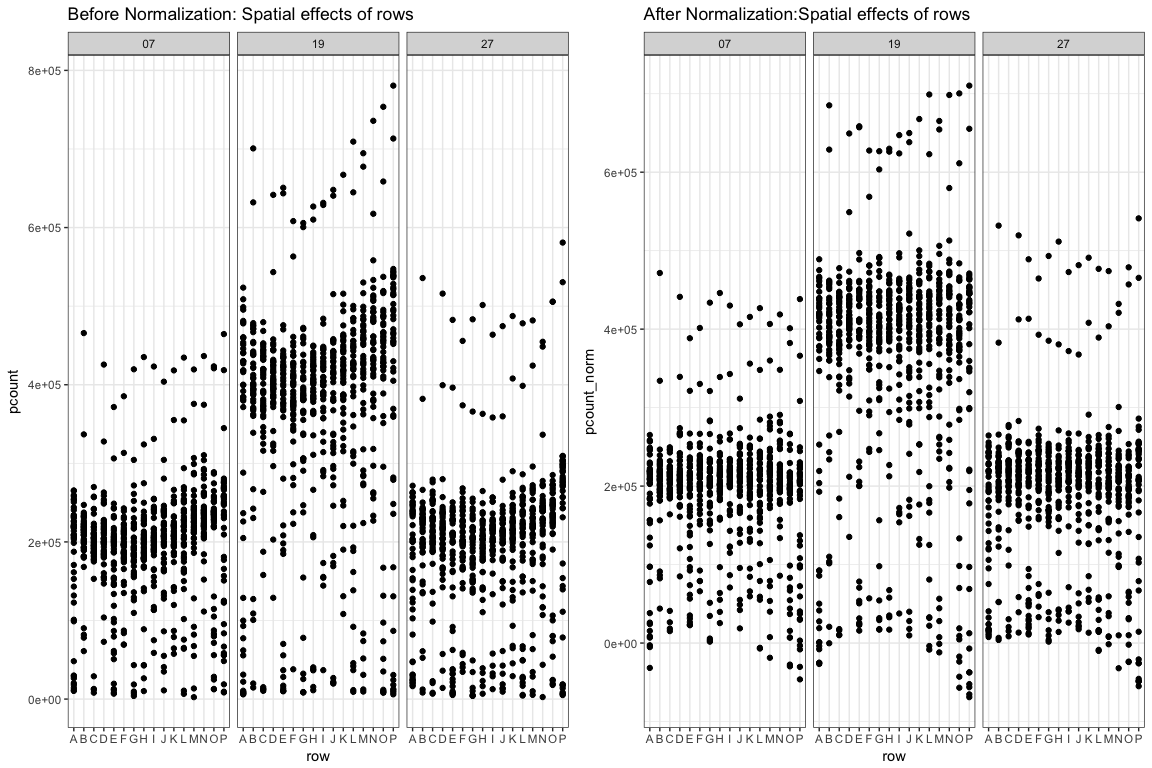 Before Normalization: Spatial effects of rows
07 19 27
8e+05
6e+05
4e+05
2e+05
0e+00
pcount
A B C D E F G H I J K L M N O P A B C D E F G H I J K L M N O P A B C D E F G H I J K L M N O P
row
After Normalization:Spatial effects of rows
07 19 27
6e+05
4e+05
2e+05
0e+00
pcount_norm
A B C D E F G H I J K L M N O P A B C D E F G H I J K L M N O P A B C D E F G H I J K L M N O P
row